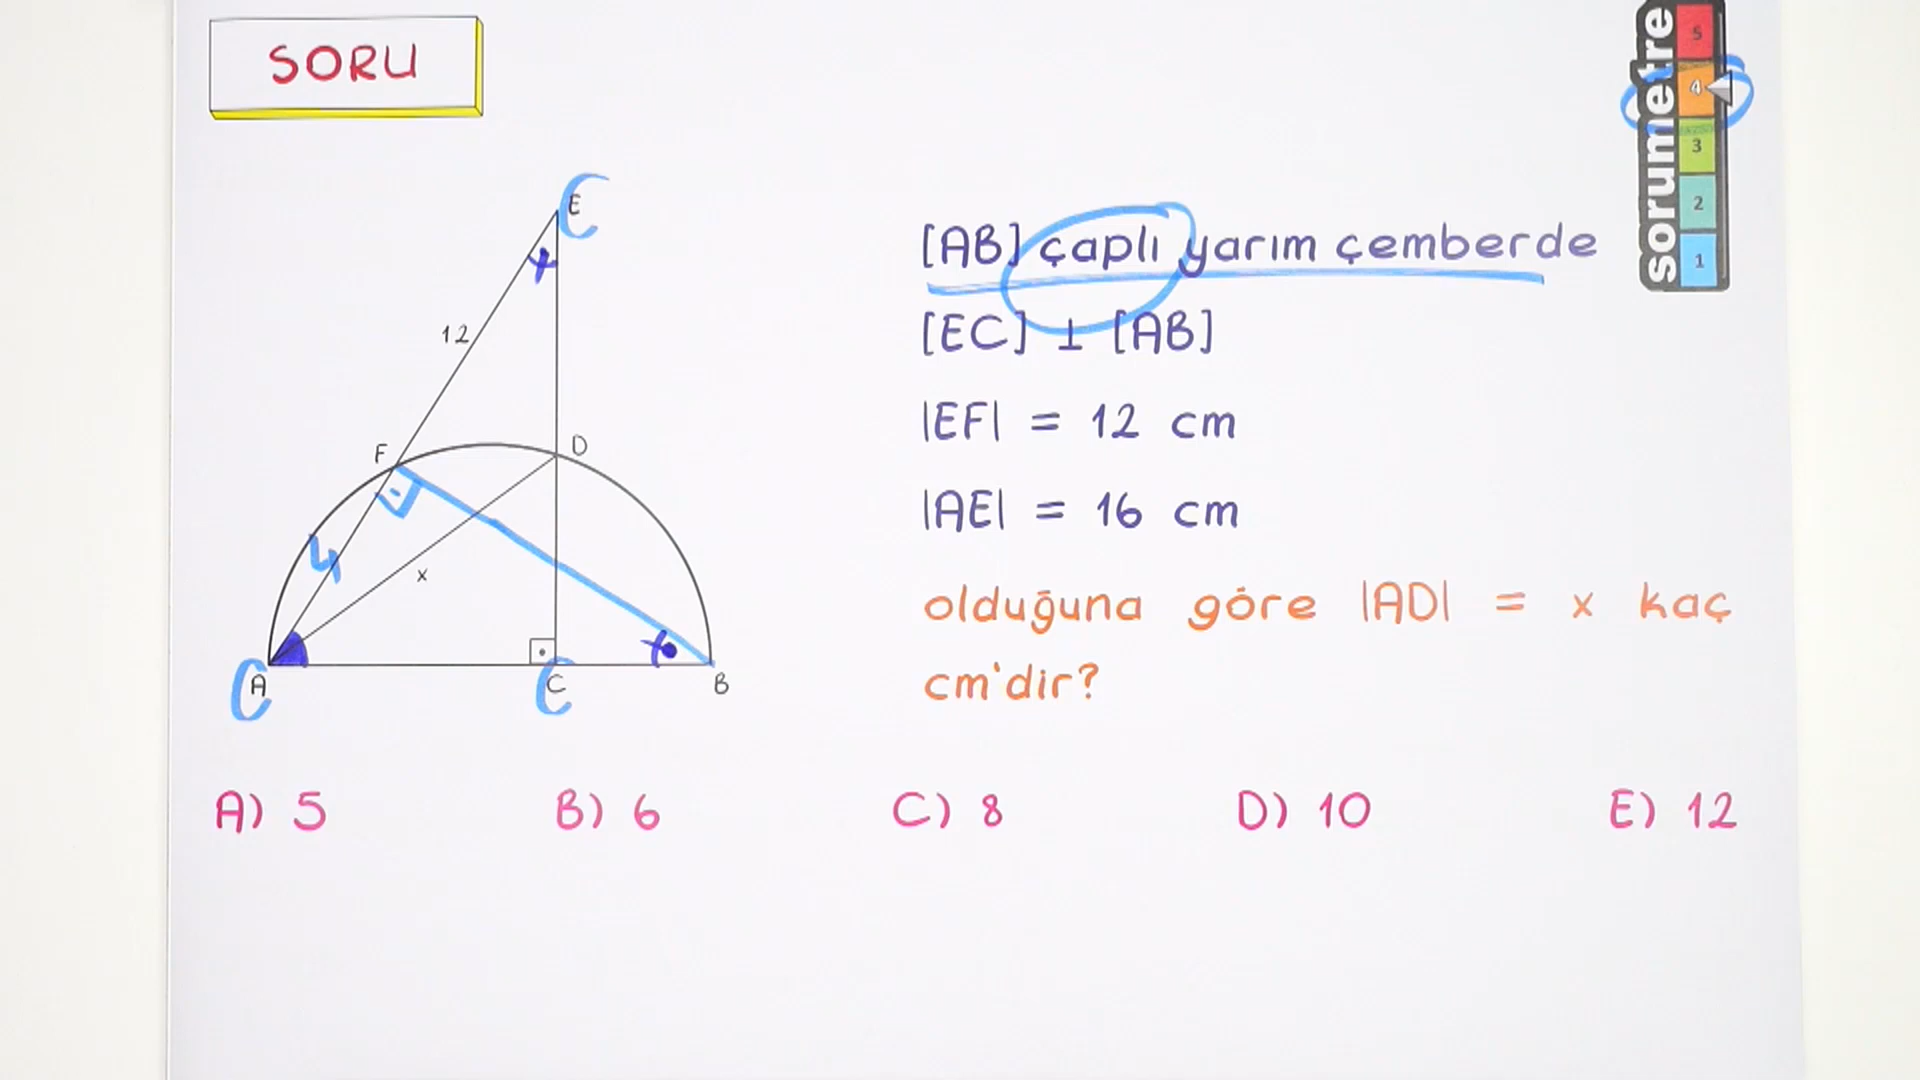 SORU
sorumetre
5
4
3
2
1
E
12
F
D
4
x
A
C
B
[AB] çaplı yarım çemberde
[EC] ⊥ [AB]
|EF| = 12 cm
|AE| = 16 cm
olduğuna göre |AD| = x kaç
cm'dir?
A) 5 B) 6 C) 8 D) 10 E) 12